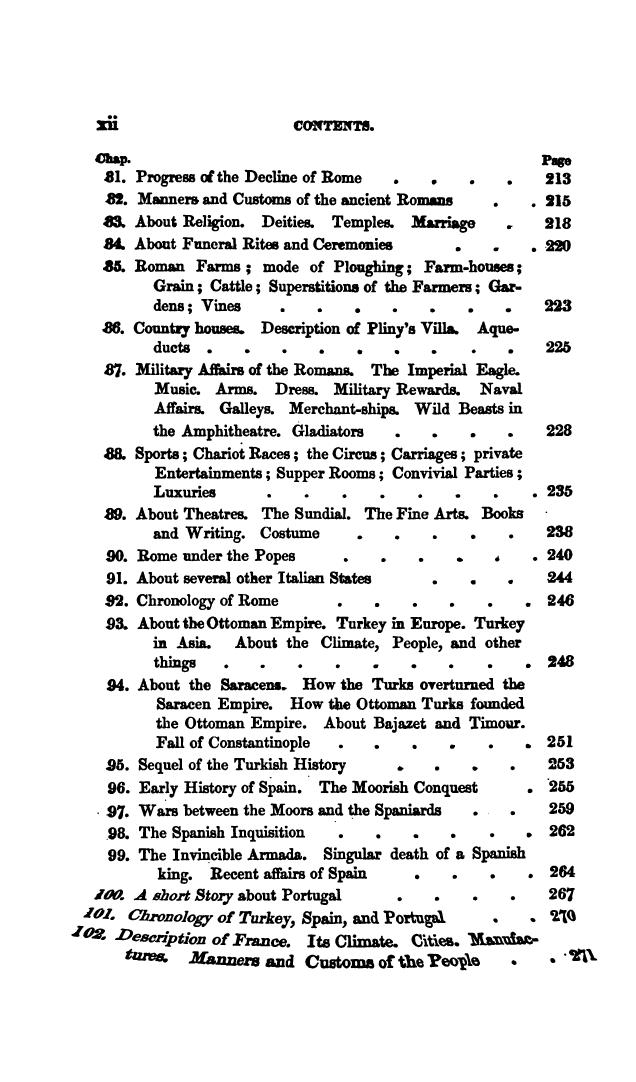 xii CONTENTS.
Chap. Page
81. Progress of the Decline of Rome . . . . 213
82. Manners and Customs of the ancient Romans . . 215
83. About Religion. Deities. Temples. Marriage . 218
84. About Funeral Rites and Ceremonies . . . 220
85. Roman Farms; mode of Ploughing; Farm-houses;
Grain; Cattle; Superstitions of the Farmers; Gar-
dens; Vines . . . . . . . 223
86. Country houses. Description of Pliny's Villa. Aque-
ducts . . . . . . . . . 225
87. Military Affairs of the Romans. The Imperial Eagle.
Music. Arms. Dress. Military Rewards. Naval
Affairs. Galleys. Merchant-ships. Wild Beasts in
the Amphitheatre. Gladiators . . . . 228
88. Sports; Chariot Races; the Circus; Carriages; private
Entertainments; Supper Rooms; Convivial Parties;
Luxuries . . . . . . . . 235
89. About Theatres. The Sundial. The Fine Arts. Books
and Writing. Costume . . . . . 238
90. Rome under the Popes . . . . . . 240
91. About several other Italian States . . . 244
92. Chronology of Rome . . . . . . 246
93. About the Ottoman Empire. Turkey in Europe. Turkey
in Asia. About the Climate, People, and other
things . . . . . . . . . 248
94. About the Saracens. How the Turks overturned the
Saracen Empire. How the Ottoman Turks founded
the Ottoman Empire. About Bajazet and Timour.
Fall of Constantinople . . . . . . 251
95. Sequel of the Turkish History . . . . 253
96. Early History of Spain. The Moorish Conquest . 255
97. Wars between the Moors and the Spaniards . . 259
98. The Spanish Inquisition . . . . . . 262
99. The Invincible Armada. Singular death of a Spanish
king. Recent affairs of Spain . . . . 264
100. A short Story about Portugal . . . . 267
101. Chronology of Turkey, Spain, and Portugal . . 270
102. Description of France. Its Climate. Cities. Manufac-
tures. Manners and Customs of the People . . 271